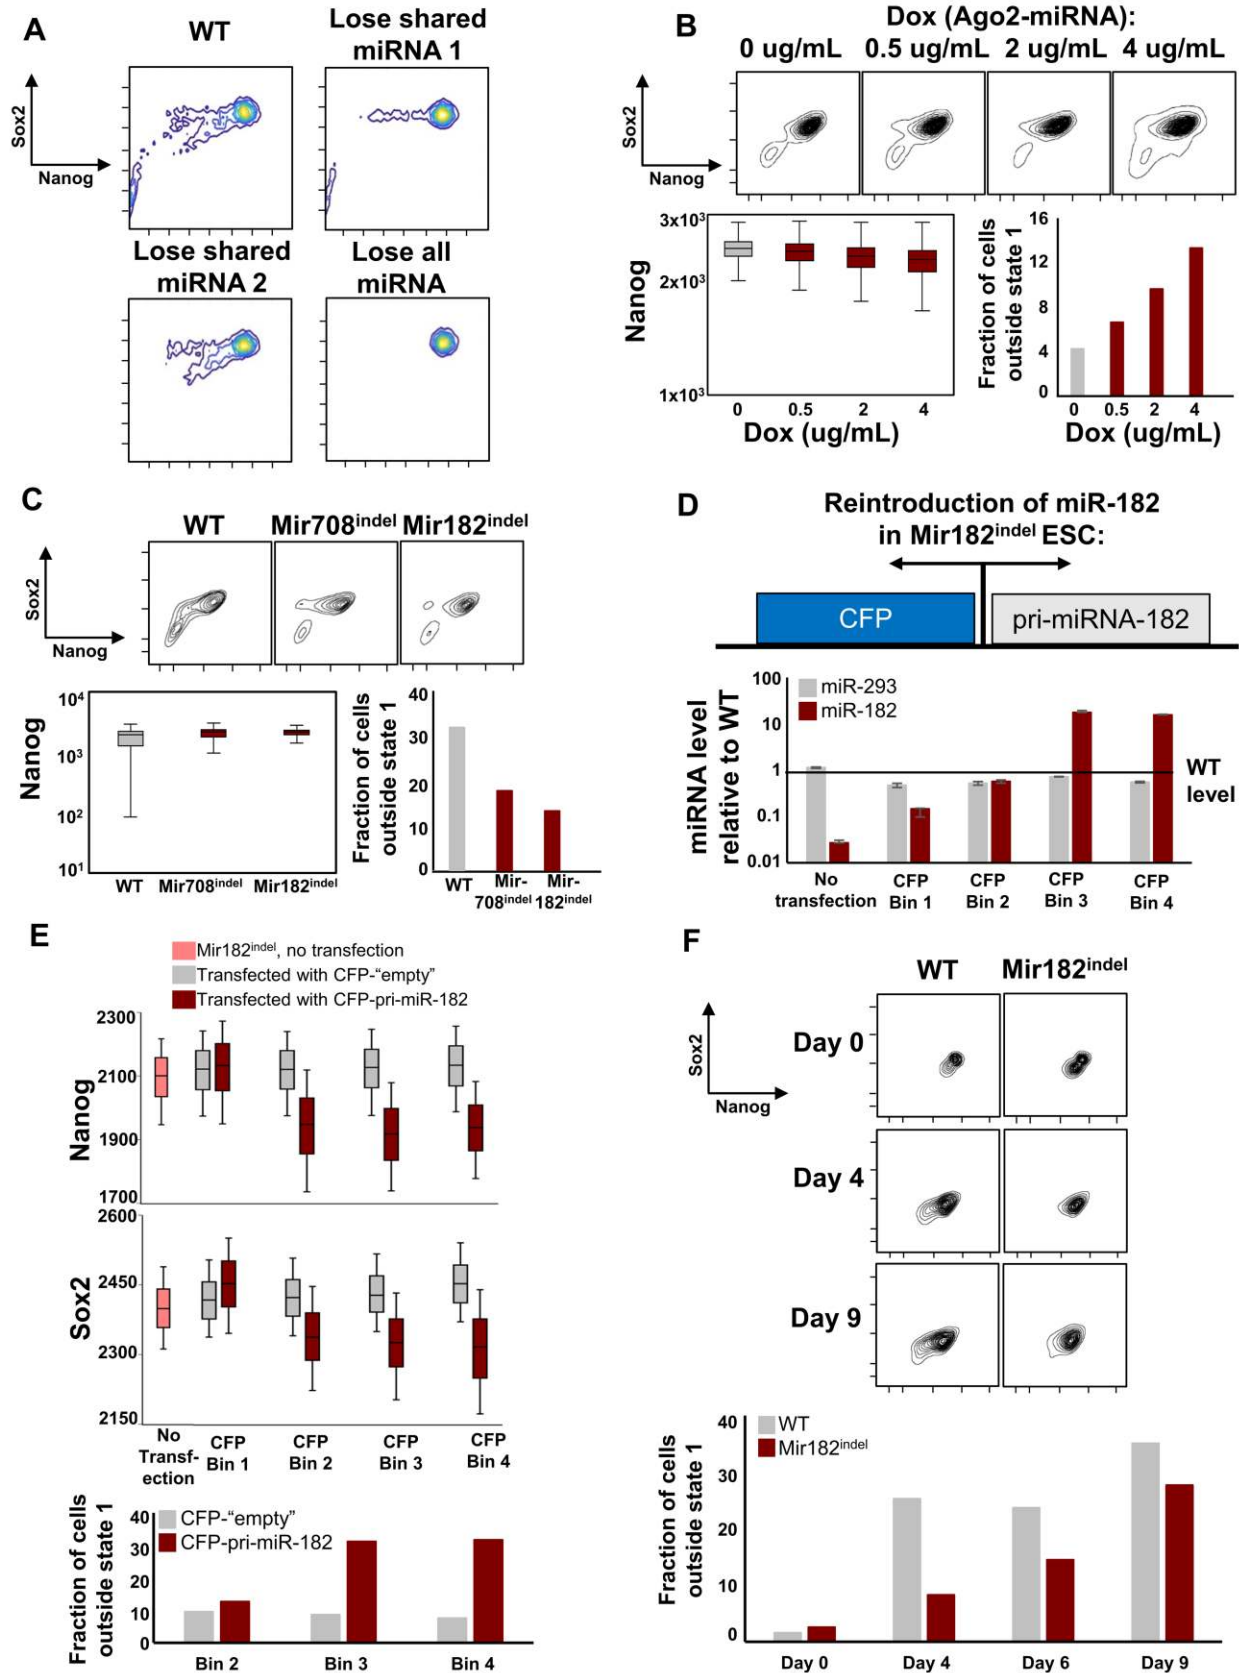 A
WT
Lose shared
miRNA 1
Sox2
Nanog
Lose shared
miRNA 2
Lose all
miRNA
B
Dox (Ago2-miRNA):
0 ug/mL 0.5 ug/mL 2 ug/mL 4 ug/mL
Sox2
Nanog
3x10³
2x10³
1x10³
Nanog
0 0.5 2 4
Dox (ug/mL)
Fraction of cells
outside state 1
16
12
8
4
0
0 0.5 2 4
Dox (ug/mL)
C
WT Mir708indel Mir182indel
Sox2
Nanog
Nanog
10⁴
10³
10²
10¹
WT Mir708indel Mir182indel
Fraction of cells
outside state 1
40
30
20
10
0
WT Mir-
708indel Mir-
182indel
D
Reintroduction of miR-182
in Mir182indel ESC:
CFP
pri-miRNA-182
miRNA level
relative to WT
100
10
1
0.1
0.01
miR-293
miR-182
WT
level
No
transfection
CFP
Bin 1
CFP
Bin 2
CFP
Bin 3
CFP
Bin 4
E
Mir182indel, no transfection
Transfected with CFP-“empty”
Transfected with CFP-pri-miR-182
Nanog
2300
2100
1900
1700
Sox2
2600
2450
2300
2150
No
Transf-
ection
CFP
Bin 1
CFP
Bin 2
CFP
Bin 3
CFP
Bin 4
Fraction of cells
outside state 1
40
30
20
10
0
CFP-“empty”
CFP-pri-miR-182
Bin 2 Bin 3 Bin 4
F
WT Mir182indel
Sox2
Nanog
Day 0
Day 4
Day 9
Fraction of cells
outside state 1
40
30
20
10
0
WT
Mir182indel
Day 0 Day 4 Day 6 Day 9